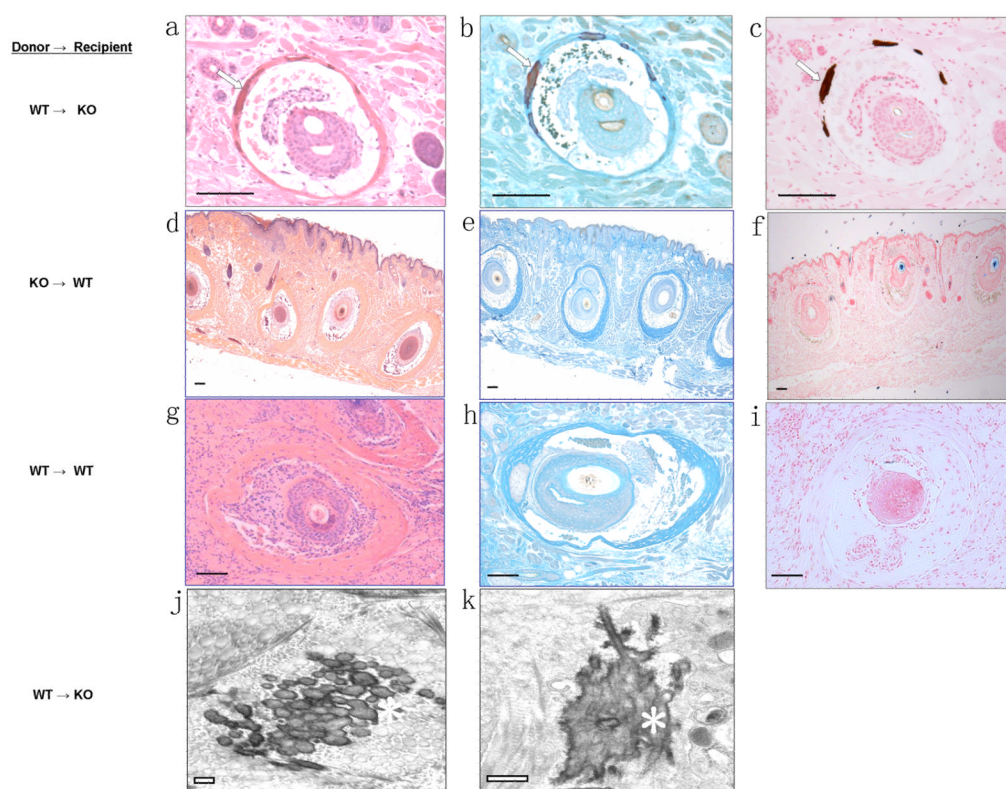 a
b
c
Donor → Recipient
WT → KO
d
e
f
KO → WT
g
h
i
WT → WT
j
k
WT → KO
*
*